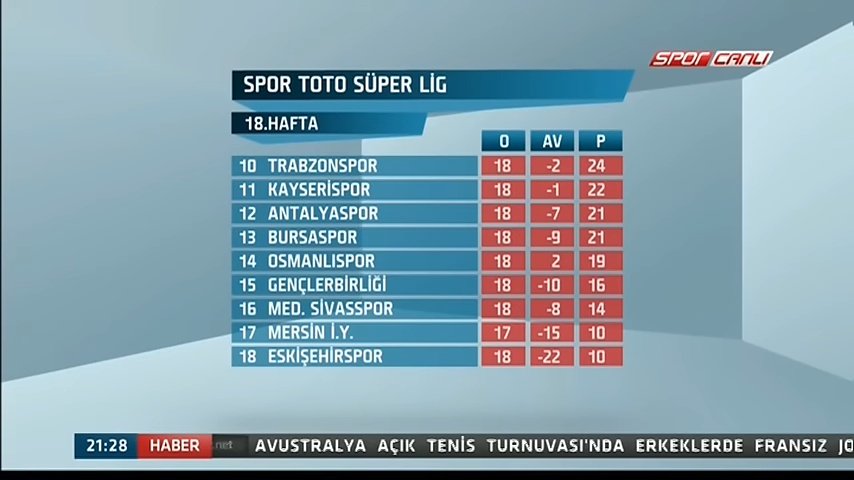 SPOR CANLI
SPOR TOTO SÜPER LİG
18.HAFTA
O AV P
10 TRABZONSPOR 18 -2 24
11 KAYSERİSPOR 18 -1 22
12 ANTALYASPOR 18 -7 21
13 BURSASPOR 18 -9 21
14 OSMANLISPOR 18 2 19
15 GENÇLERBİRLİĞİ 18 -10 16
16 MED. SİVASSPOR 18 -8 14
17 MERSİN İ.Y. 17 -15 10
18 ESKİŞEHİRSPOR 18 -22 10
21:28 HABER .net AVUSTRALYA AÇIK TENİS TURNUVASI'NDA ERKEKLERDE FRANSIZ JO